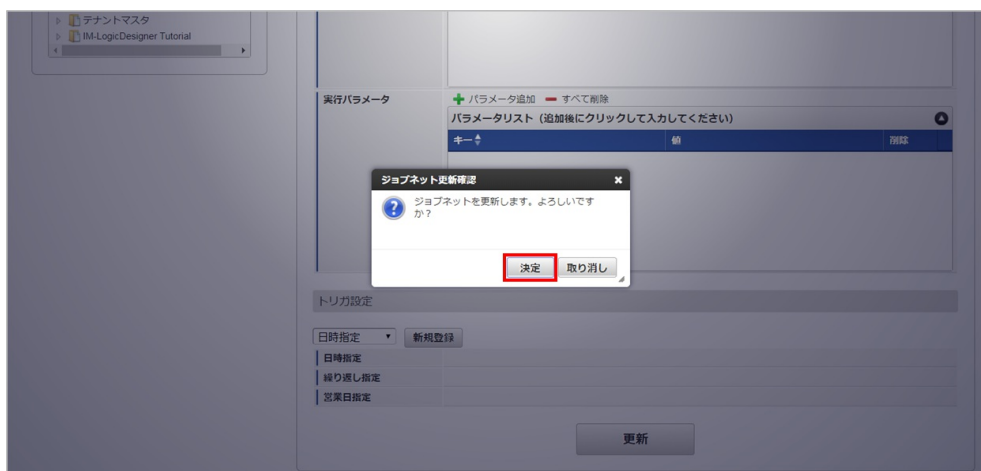 テナントマスタ
IM-LogicDesigner Tutorial
実行パラメータ
パラメータ追加 すべて削除
パラメータリスト（追加後にクリックして入力してください）
キー 値 削除
ジョブネット更新確認
ジョブネットを更新します。よろしいです
か？
決定 取り消し
トリガ設定
日時指定 新規登録
日時指定
繰り返し指定
営業日指定
更新